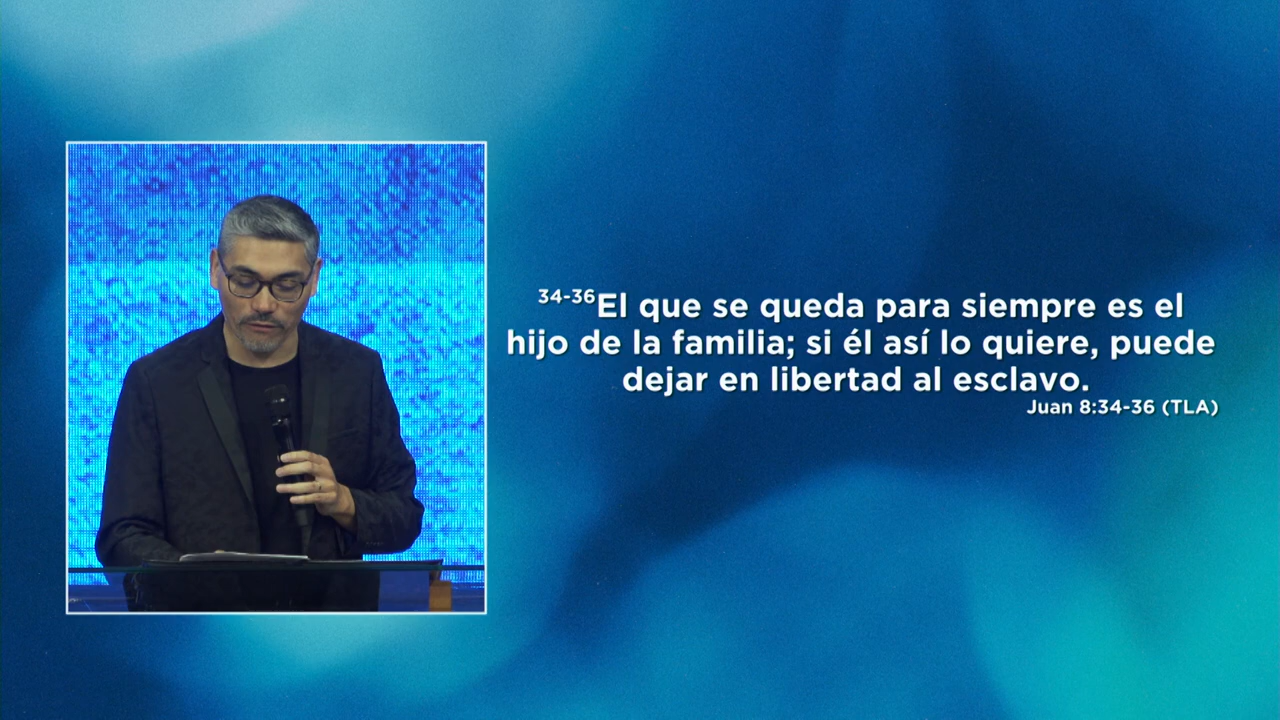 34-36El que se queda para siempre es el
hijo de la familia; si él así lo quiere, puede
dejar en libertad al esclavo.
Juan 8:34-36 (TLA)